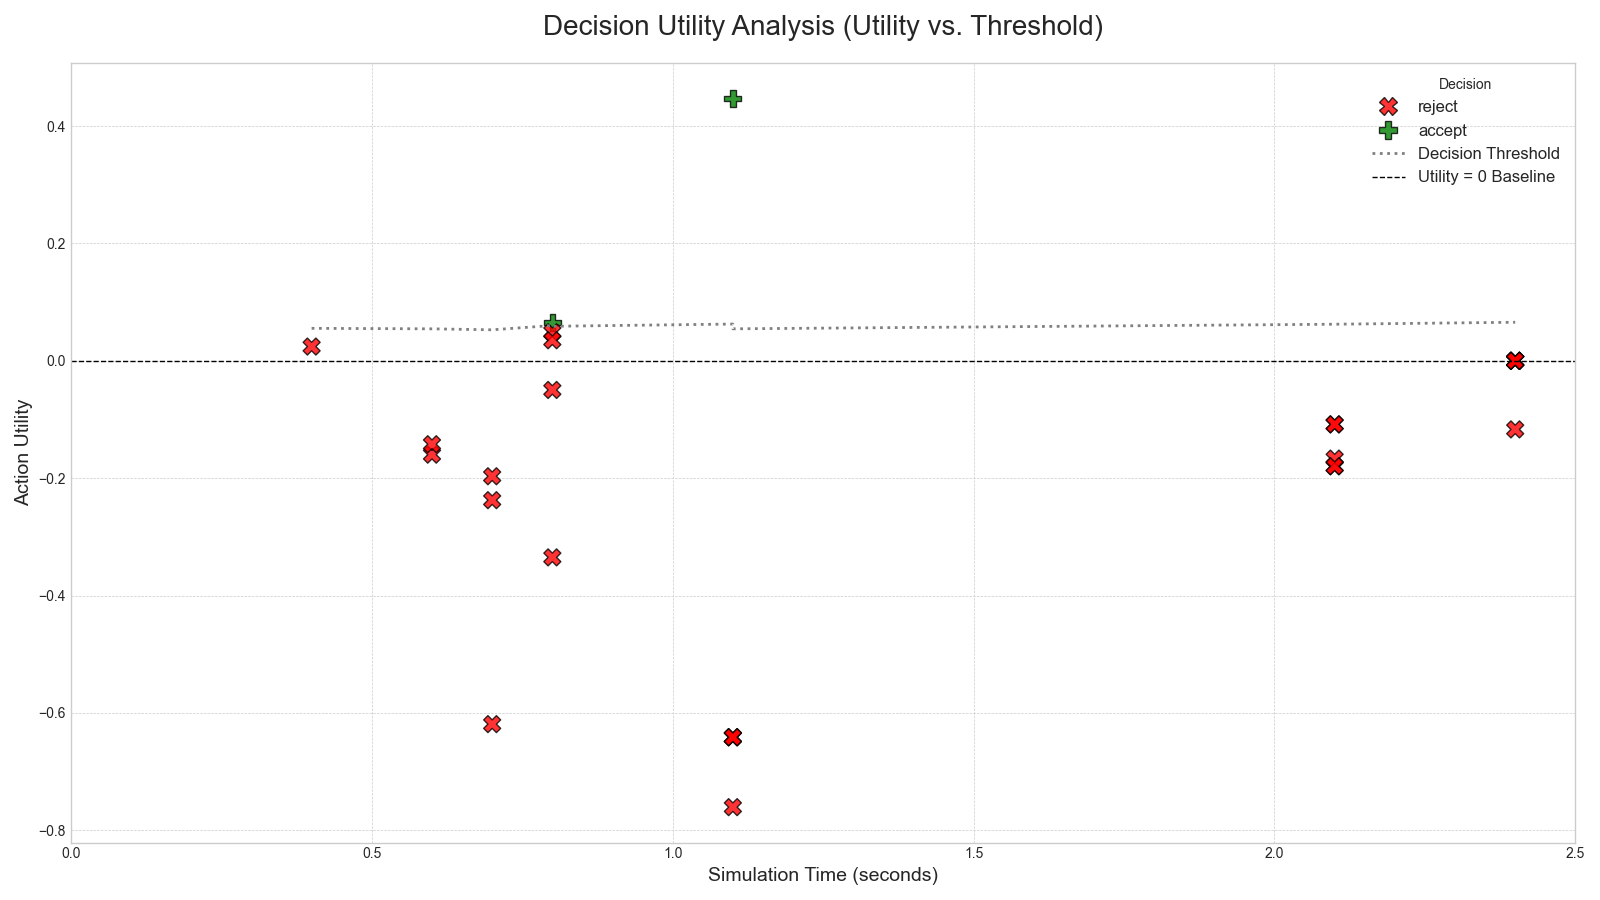 Decision Utility Analysis (Utility vs. Threshold)
Decision
reject
accept
Decision Threshold
Utility = 0 Baseline
Action Utility
0.4
0.2
0.0
−0.2
−0.4
−0.6
−0.8
0.0 0.5 1.0 1.5 2.0 2.5
Simulation Time (seconds)